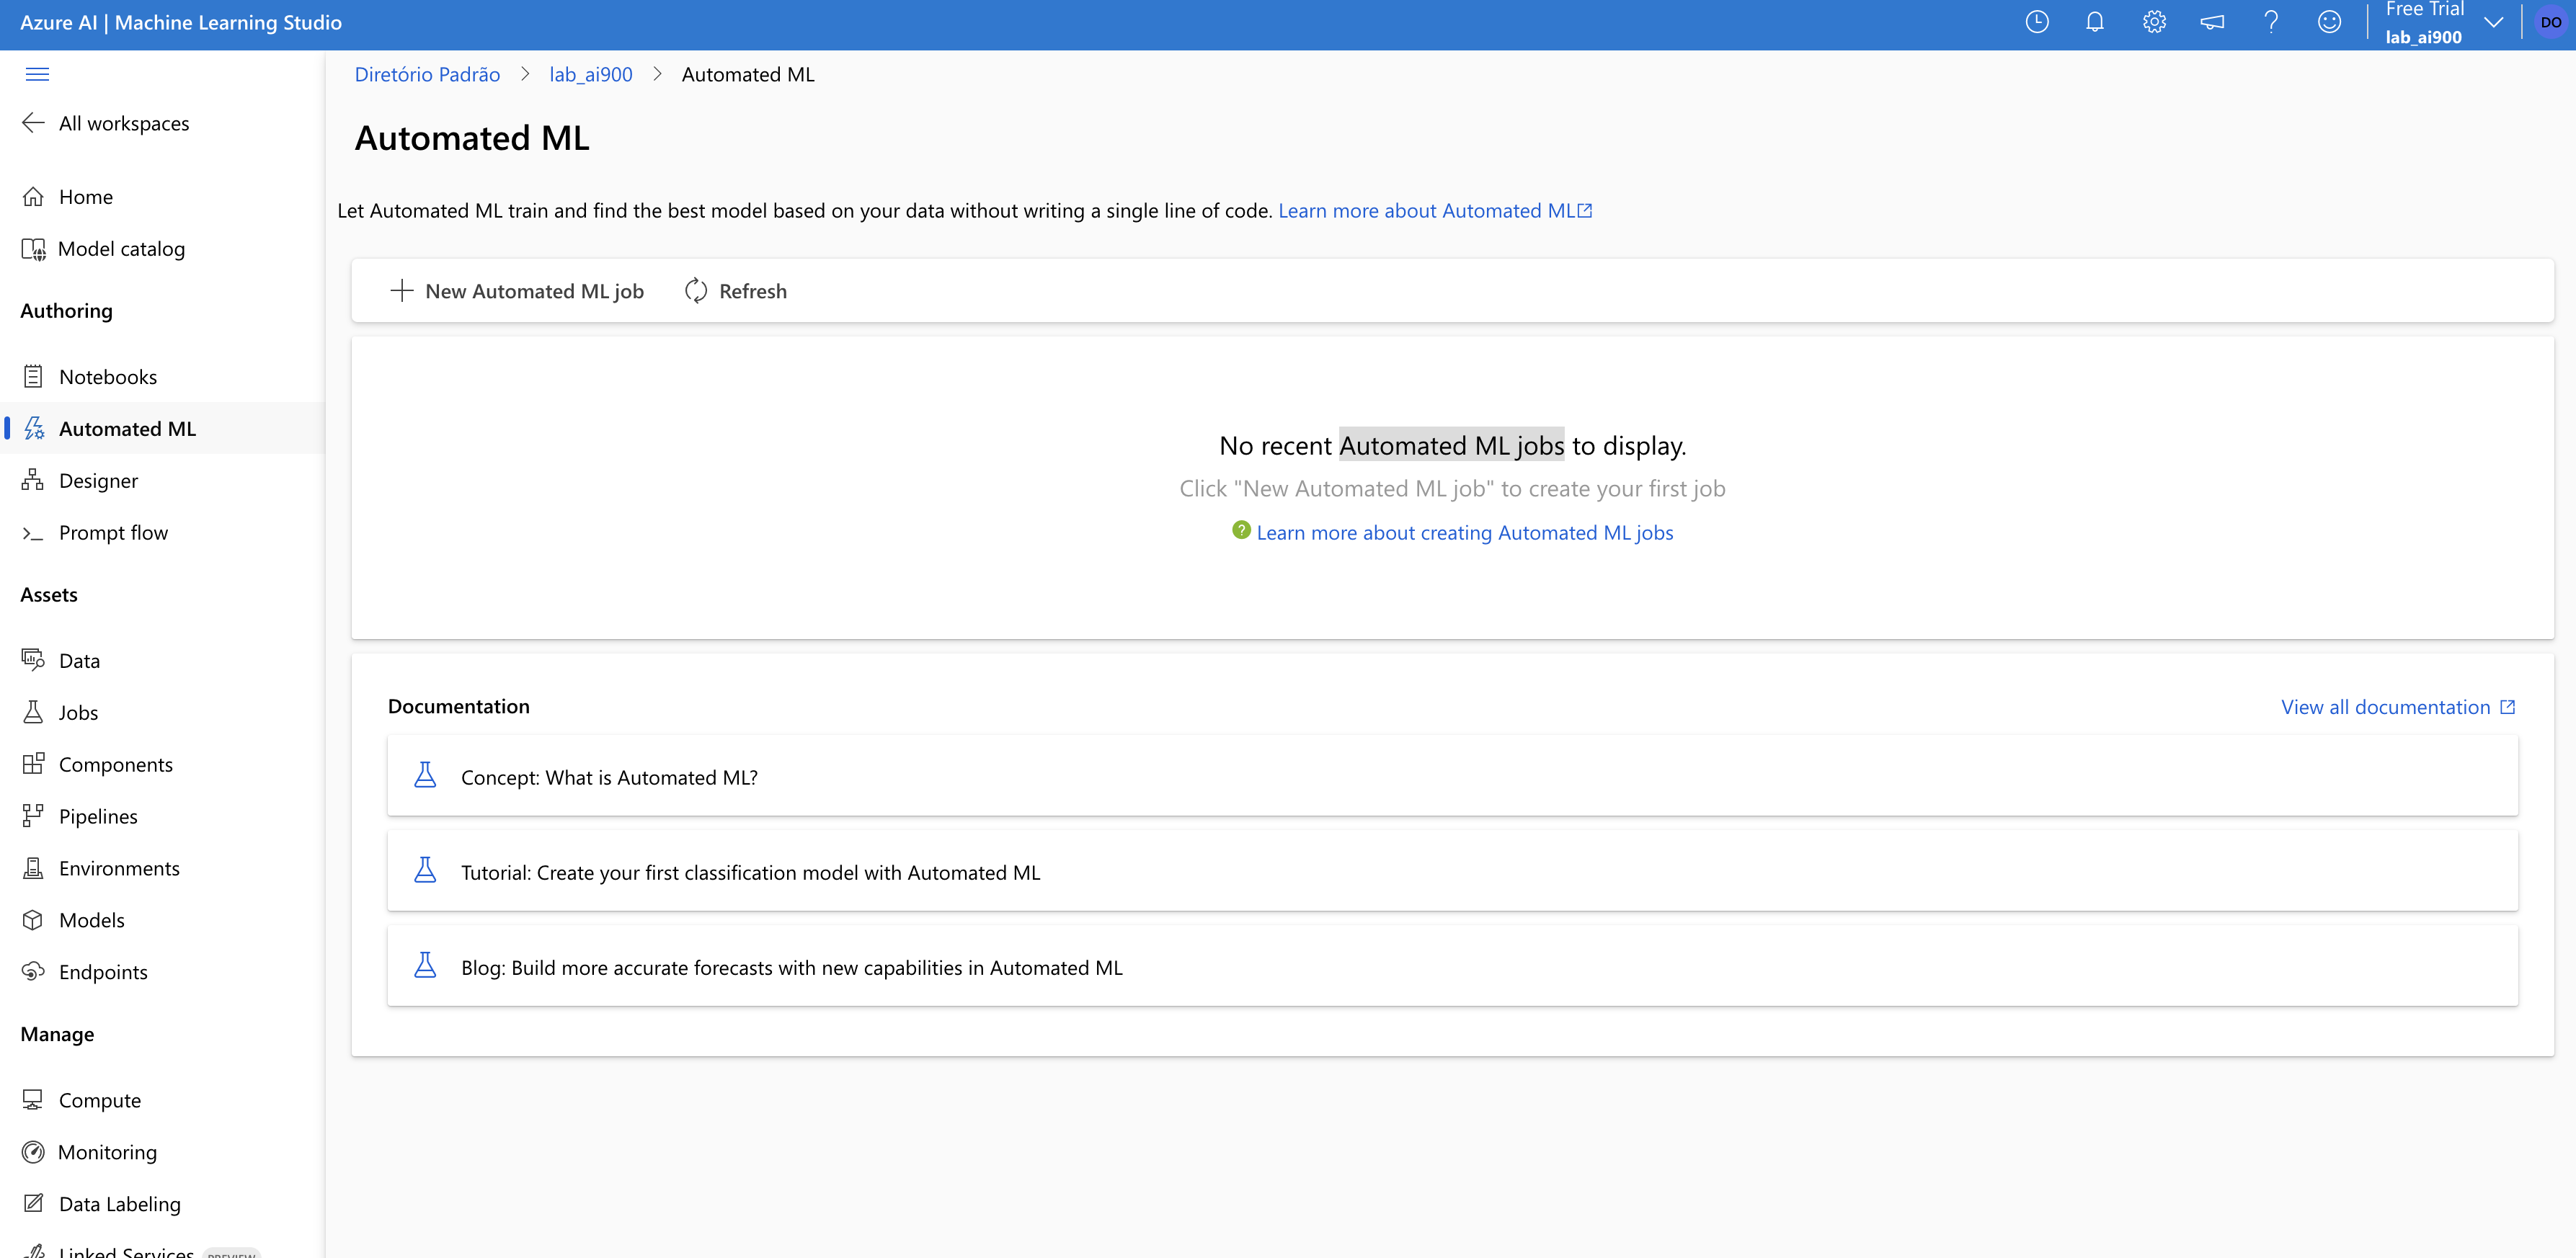 Azure AI | Machine Learning Studio
Free Trial
lab_ai900
DO
All workspaces
Home
Model catalog
Authoring
Notebooks
Automated ML
Designer
Prompt flow
Assets
Data
Jobs
Components
Pipelines
Environments
Models
Endpoints
Manage
Compute
Monitoring
Data Labeling
Linked Services PREVIEW
Diretório Padrão > lab_ai900 > Automated ML
Automated ML
Let Automated ML train and find the best model based on your data without writing a single line of code. Learn more about Automated ML
New Automated ML job Refresh
No recent Automated ML jobs to display.
Click "New Automated ML job" to create your first job
Learn more about creating Automated ML jobs
Documentation
View all documentation
Concept: What is Automated ML?
Tutorial: Create your first classification model with Automated ML
Blog: Build more accurate forecasts with new capabilities in Automated ML